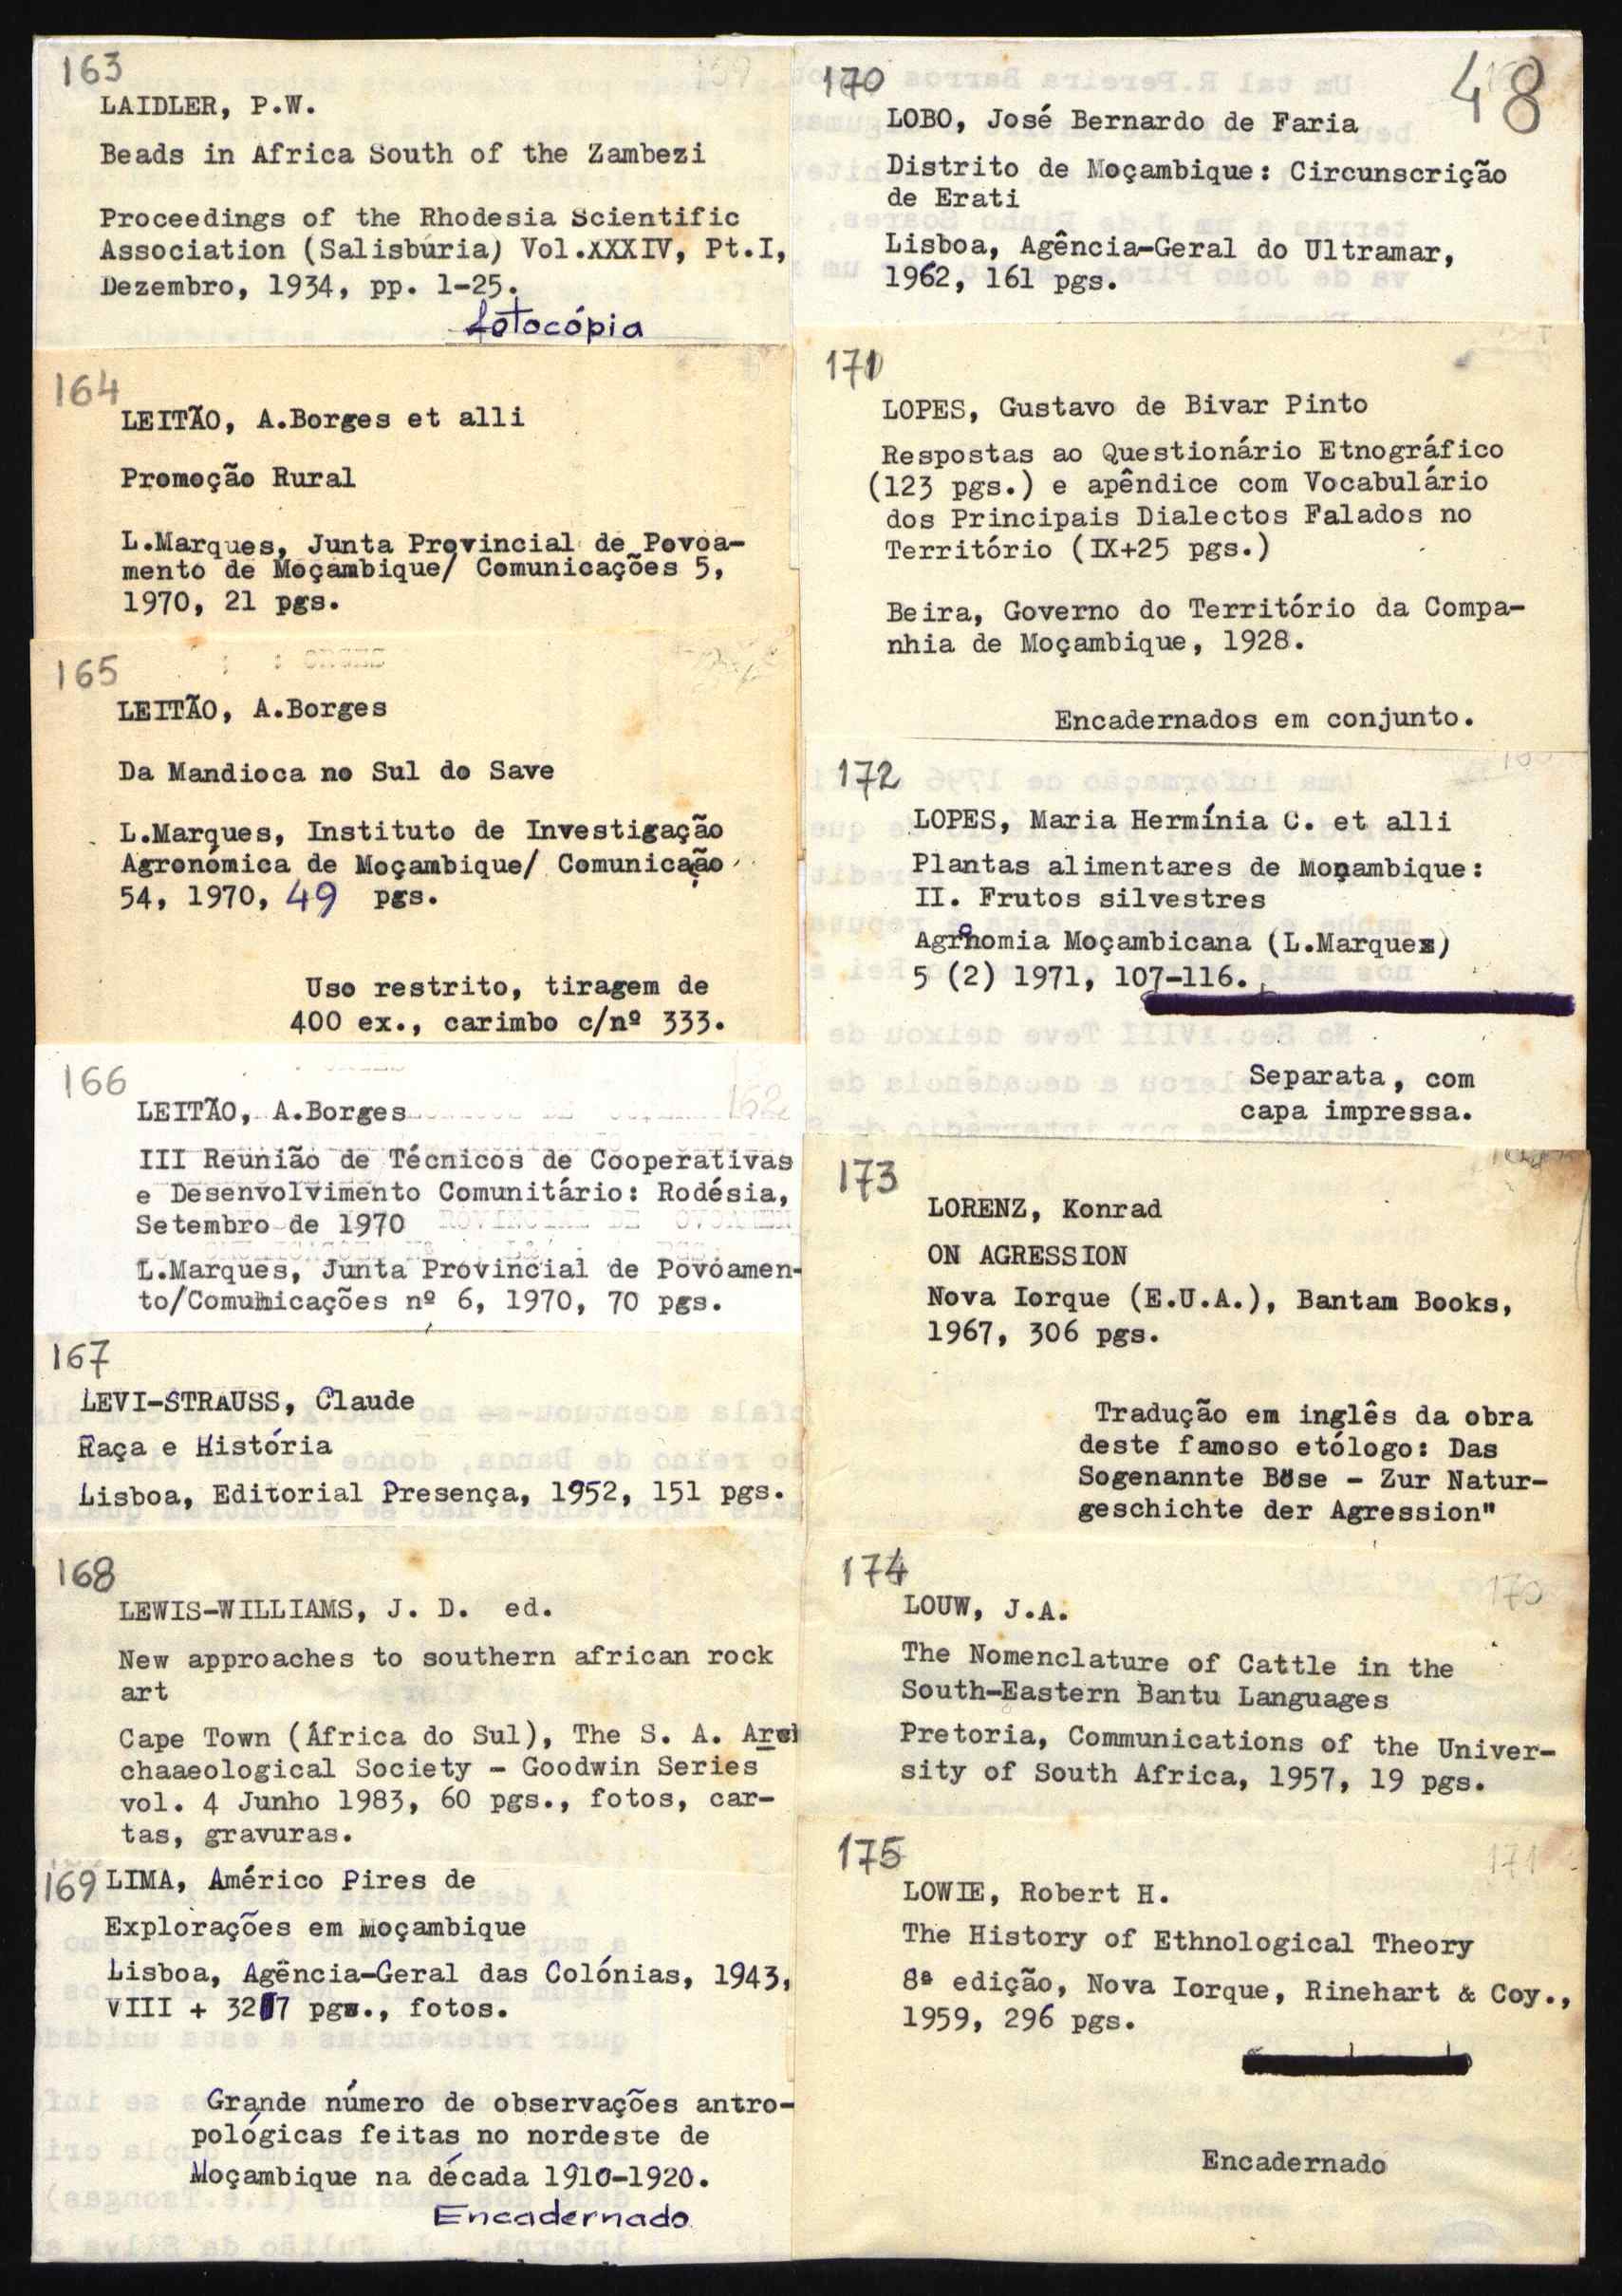 163
LAIDLER, P.W.
Beads in Africa South of the Zambezi
Proceedings of the Rhodesia Scientific
Association (Salisbúria) Vol.XXXIV, Pt.I,
Dezembro, 1934, pp. 1-25.
fotocópia
164
LEITÃO, A.Borges et alli
Promoção Rural
L.Marques, Junta Provincial de Povoa-
mento de Moçambique/ Comunicações 5,
1970, 21 pgs.
165
LEITÃO, A.Borges
Da Mandioca no Sul do Save
L.Marques, Instituto de Investigação
Agronómica de Moçambique/ Comunicação
54, 1970, 49 pgs.
Uso restrito, tiragem de
400 ex., carimbo c/nº 333.
166
LEITÃO, A.Borges
III Reunião de Técnicos de Cooperativas
e Desenvolvimento Comunitário: Rodésia,
Setembro de 1970
L.Marques, Junta Provincial de Povoamen-
to/Comunicações nº 6, 1970, 70 pgs.
167
LEVI-STRAUSS, Claude
Raça e História
Lisboa, Editorial Presença, 1952, 151 pgs.
168
LEWIS-WILLIAMS, J. D. ed.
New approaches to southern african rock
art
Cape Town (África do Sul), The S. A. Ar
chaaeological Society - Goodwin Series
vol. 4 Junho 1983, 60 pgs., fotos, car-
tas, gravuras.
169 LIMA, Américo Pires de
Explorações em Moçambique
Lisboa, Agência-Geral das Colónias, 1943,
VIII + pgs., fotos.
Grande número de observações antro-
pológicas feitas no nordeste de
Moçambique na década 1910-1920.
Encadernado
48
170
LOBO, José Bernardo de Faria
Distrito de Moçambique: Circunscrição
de Erati
Lisboa, Agência-Geral do Ultramar,
1962, 161 pgs.
171
LOPES, Gustavo de Bivar Pinto
Respostas ao Questionário Etnográfico
(123 pgs.) e apêndice com Vocabulário
dos Principais Dialectos Falados no
Território (IX+25 pgs.)
Beira, Governo do Território da Compa-
nhia de Moçambique, 1928.
Encadernados em conjunto.
172
LOPES, Maria Hermínia C. et alli
Plantas alimentares de Moçambique:
II. Frutos silvestres
Agronomia Moçambicana (L.Marques)
5 (2) 1971, 107-116.
Separata, com
capa impressa.
173
LORENZ, Konrad
ON AGRESSION
Nova Iorque (E.U.A.), Bantam Books,
1967, 306 pgs.
Tradução em inglês da obra
deste famoso etólogo: Das
Sogenannte Böse - Zur Natur-
geschichte der Agression"
174
170
LOUW, J.A.
The Nomenclature of Cattle in the
South-Eastern Bantu Languages
Pretoria, Communications of the Univer-
sity of South Africa, 1957, 19 pgs.
175
171
LOWIE, Robert H.
The History of Ethnological Theory
8ª edição, Nova Iorque, Rinehart & Coy.,
1959, 296 pgs.
Encadernado